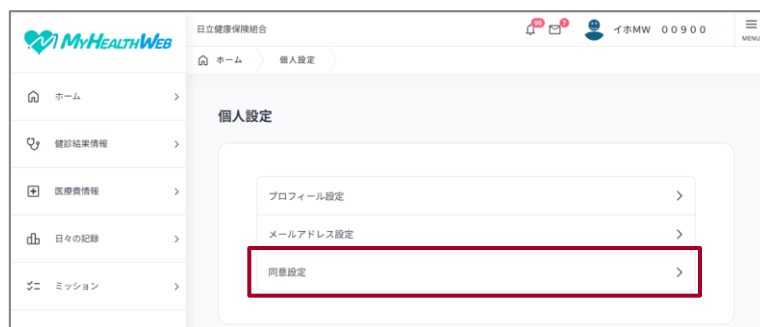 MYHEALTHWEB
日立健康保険組合
99
7
イホMW 00900
MENU
ホーム 個人設定
ホーム
健診結果情報
医療費情報
日々の記録
ミッション
個人設定
プロフィール設定
メールアドレス設定
同意設定